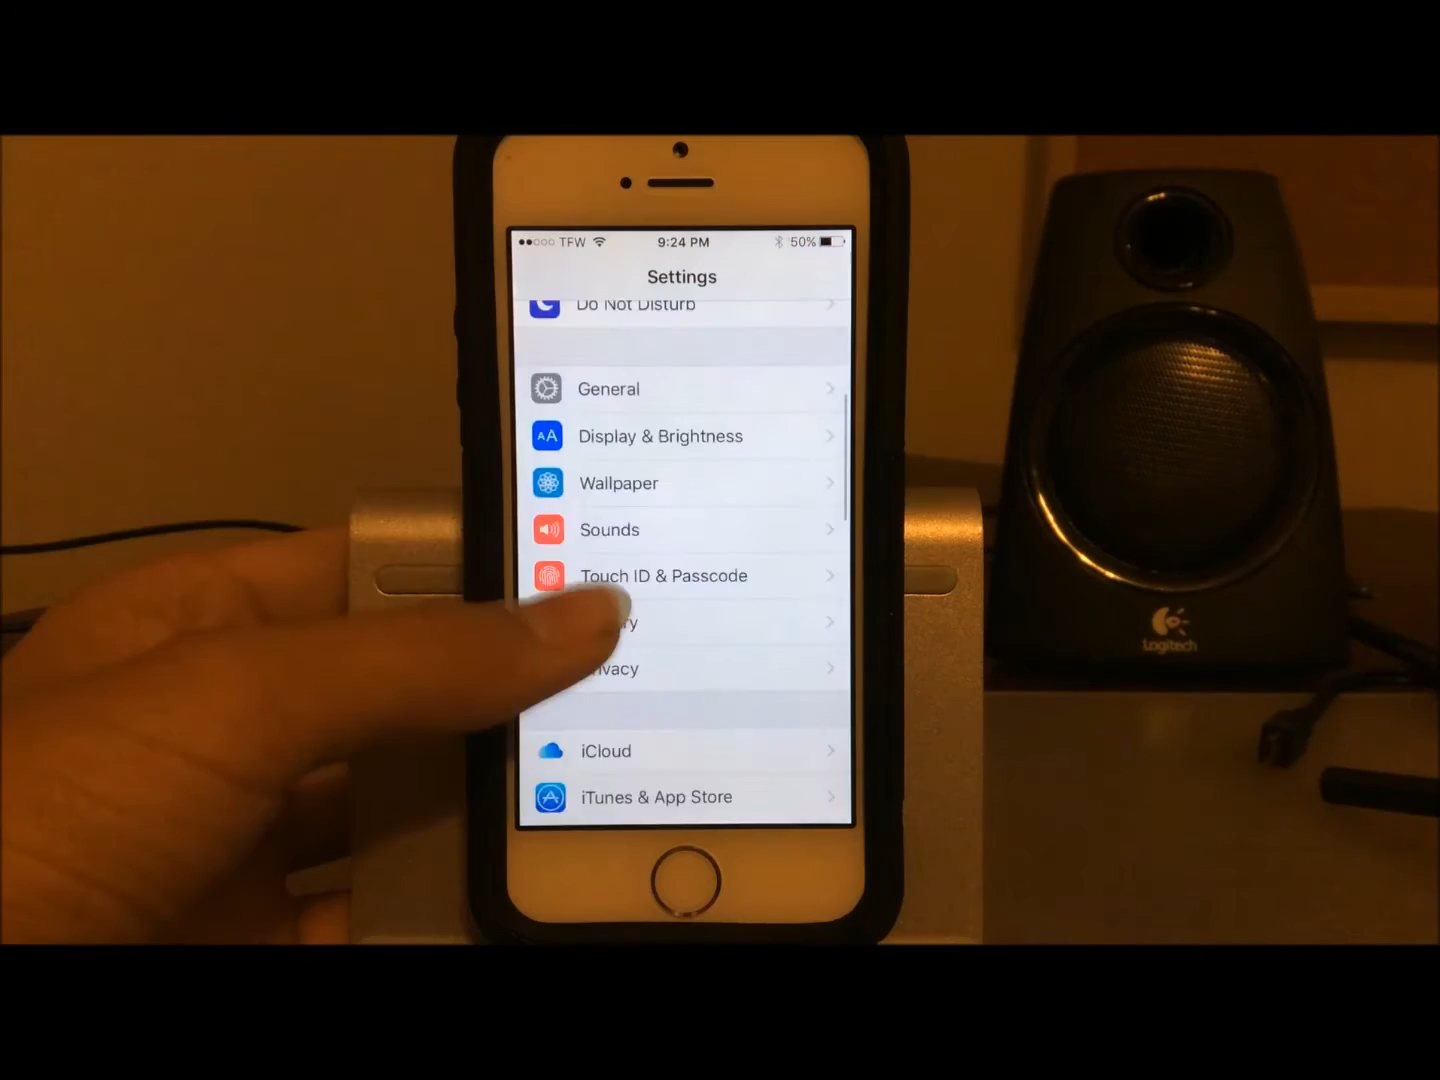 TFW 9:24 PM 50%
Settings
Do Not Disturb
General
AA Display & Brightness
Wallpaper
Sounds
Touch ID & Passcode
iCloud
iTunes & App Store
Logitech